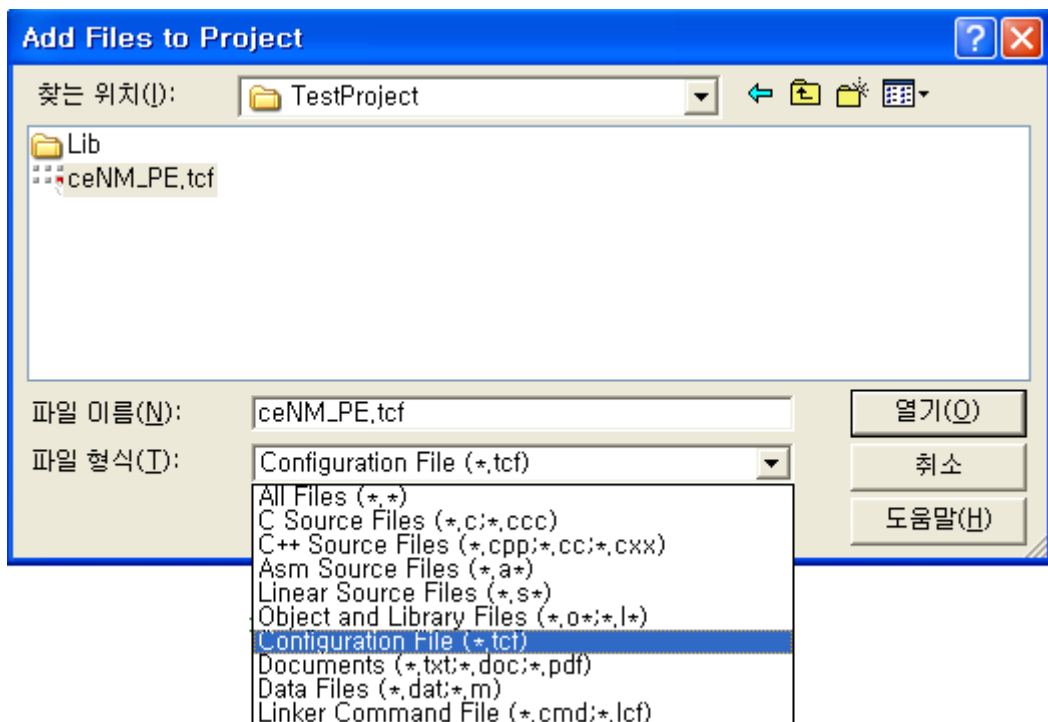 Add Files to Project
찾는 위치(I): TestProject
Lib
ceNM_PE.tcf
파일 이름(N): ceNM_PE.tcf 열기(O)
파일 형식(T): Configuration File (*.tcf) 취소
도움말(H)
All Files (*.*)
C Source Files (*.c;*.ccc)
C++ Source Files (*.cpp;*.cc;*.cxx)
Asm Source Files (*.a*)
Linear Source Files (*.s*)
Object and Library Files (*.o*;*.l*)
Configuration File (*.tcf)
Documents (*.txt;*.doc;*.pdf)
Data Files (*.dat;*.m)
Linker Command File (*.cmd;*.lcf)